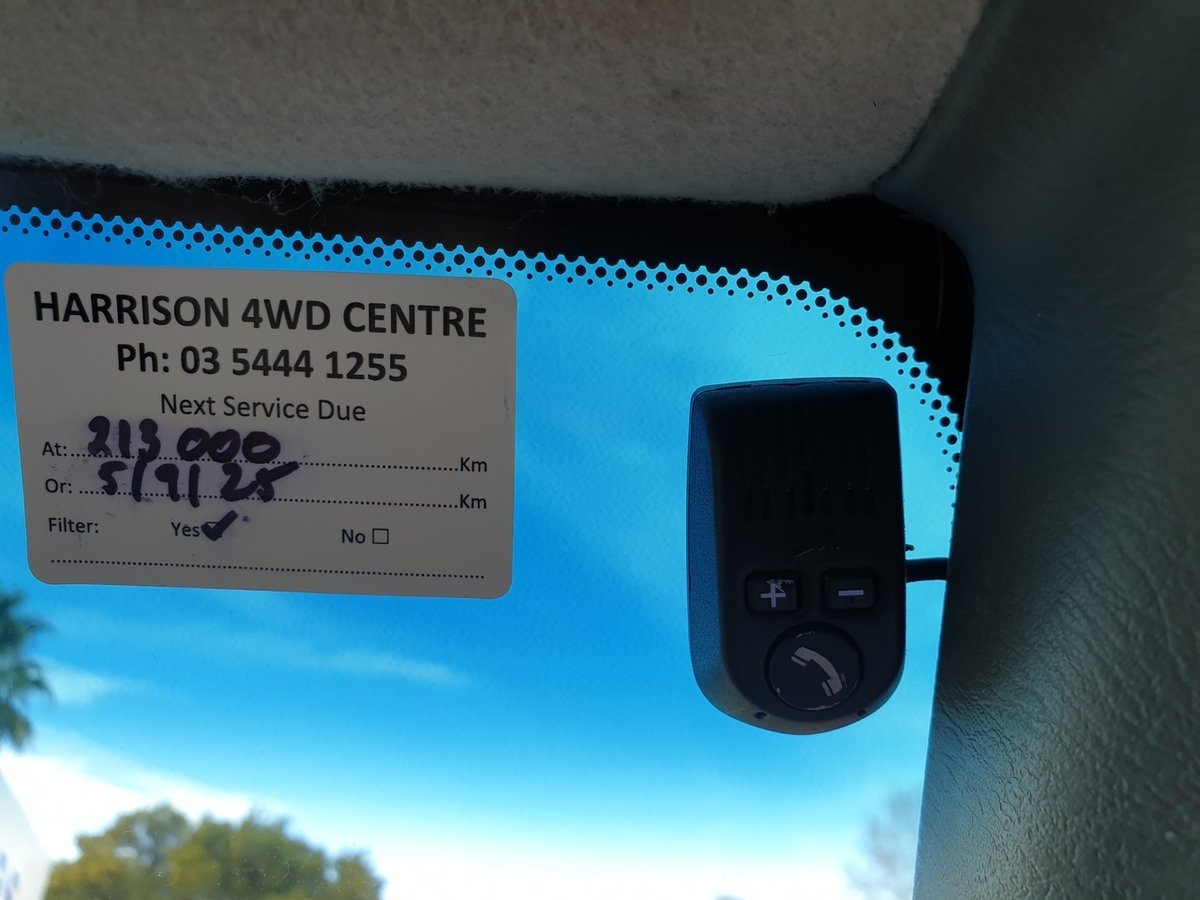 HARRISON 4WD CENTRE
Ph: 03 5444 1255
Next Service Due
At: 213 000 Km
Or: 5/9/25 Km
Filter: Yes ✔ No ☐
+ −